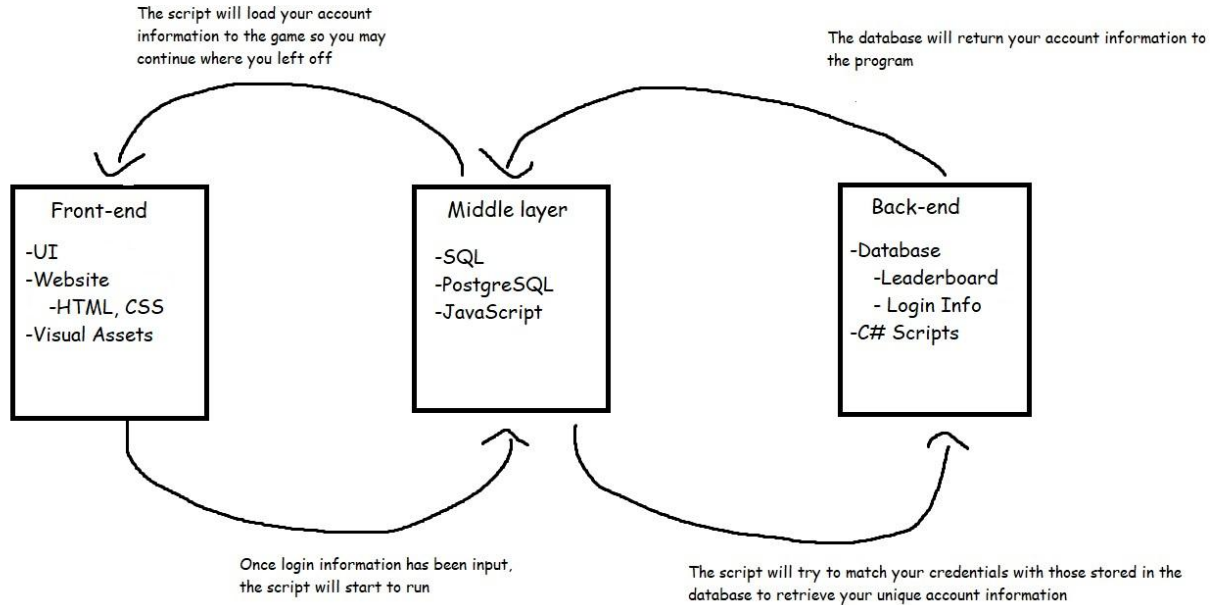 The script will load your account
information to the game so you may
continue where you left off
The database will return your account information to
the program
Front-end
-UI
-Website
-HTML, CSS
-Visual Assets
Middle layer
-SQL
-PostgreSQL
-JavaScript
Back-end
-Database
-Leaderboard
- Login Info
-C# Scripts
Once login information has been input,
the script will start to run
The script will try to match your credentials with those stored in the
database to retrieve your unique account information